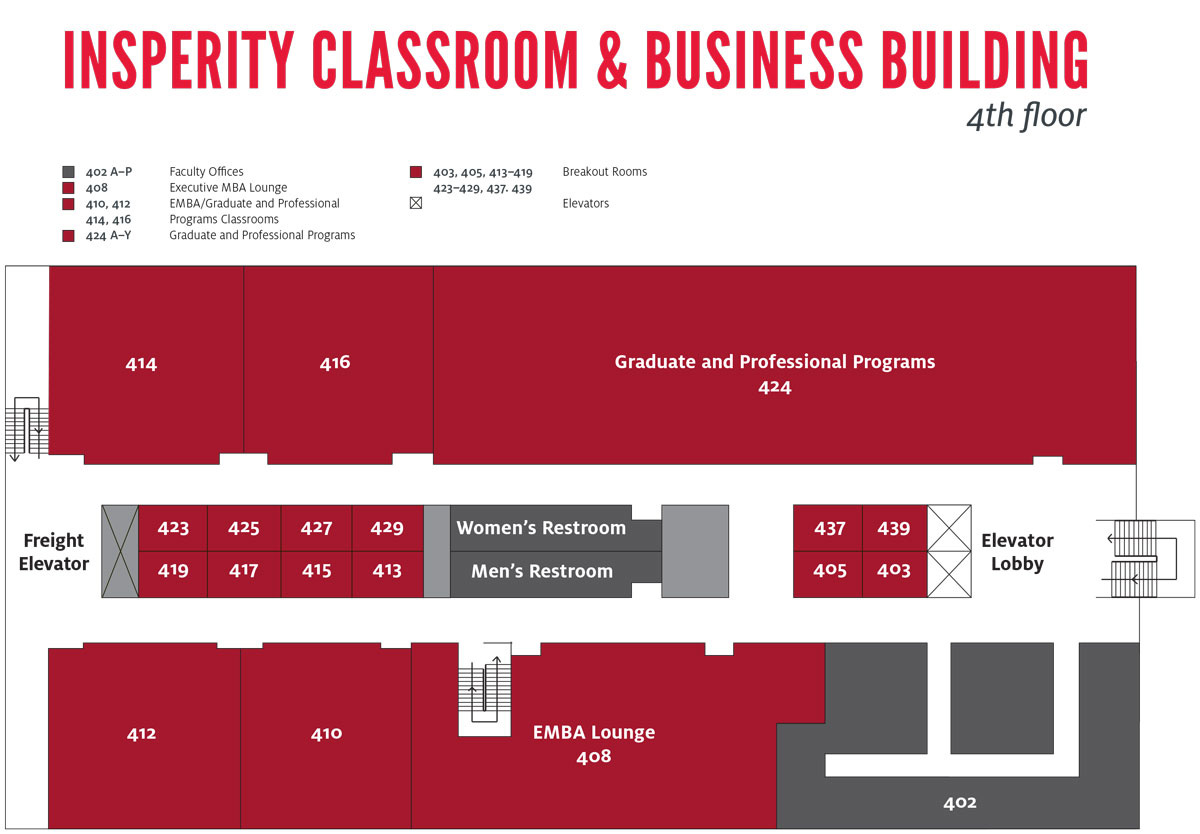 INSPERITY CLASSROOM & BUSINESS BUILDING
4th floor
402 A–P Faculty Offices
408 Executive MBA Lounge
410, 412 EMBA/Graduate and Professional
414, 416 Programs Classrooms
424 A–Y Graduate and Professional Programs
403, 405, 413–419 Breakout Rooms
423–429, 437. 439
Elevators
414
416
Graduate and Professional Programs
424
Freight
Elevator
423 425 427 429
419 417 415 413
Women's Restroom
Men's Restroom
437 439
405 403
Elevator
Lobby
412
410
EMBA Lounge
408
402